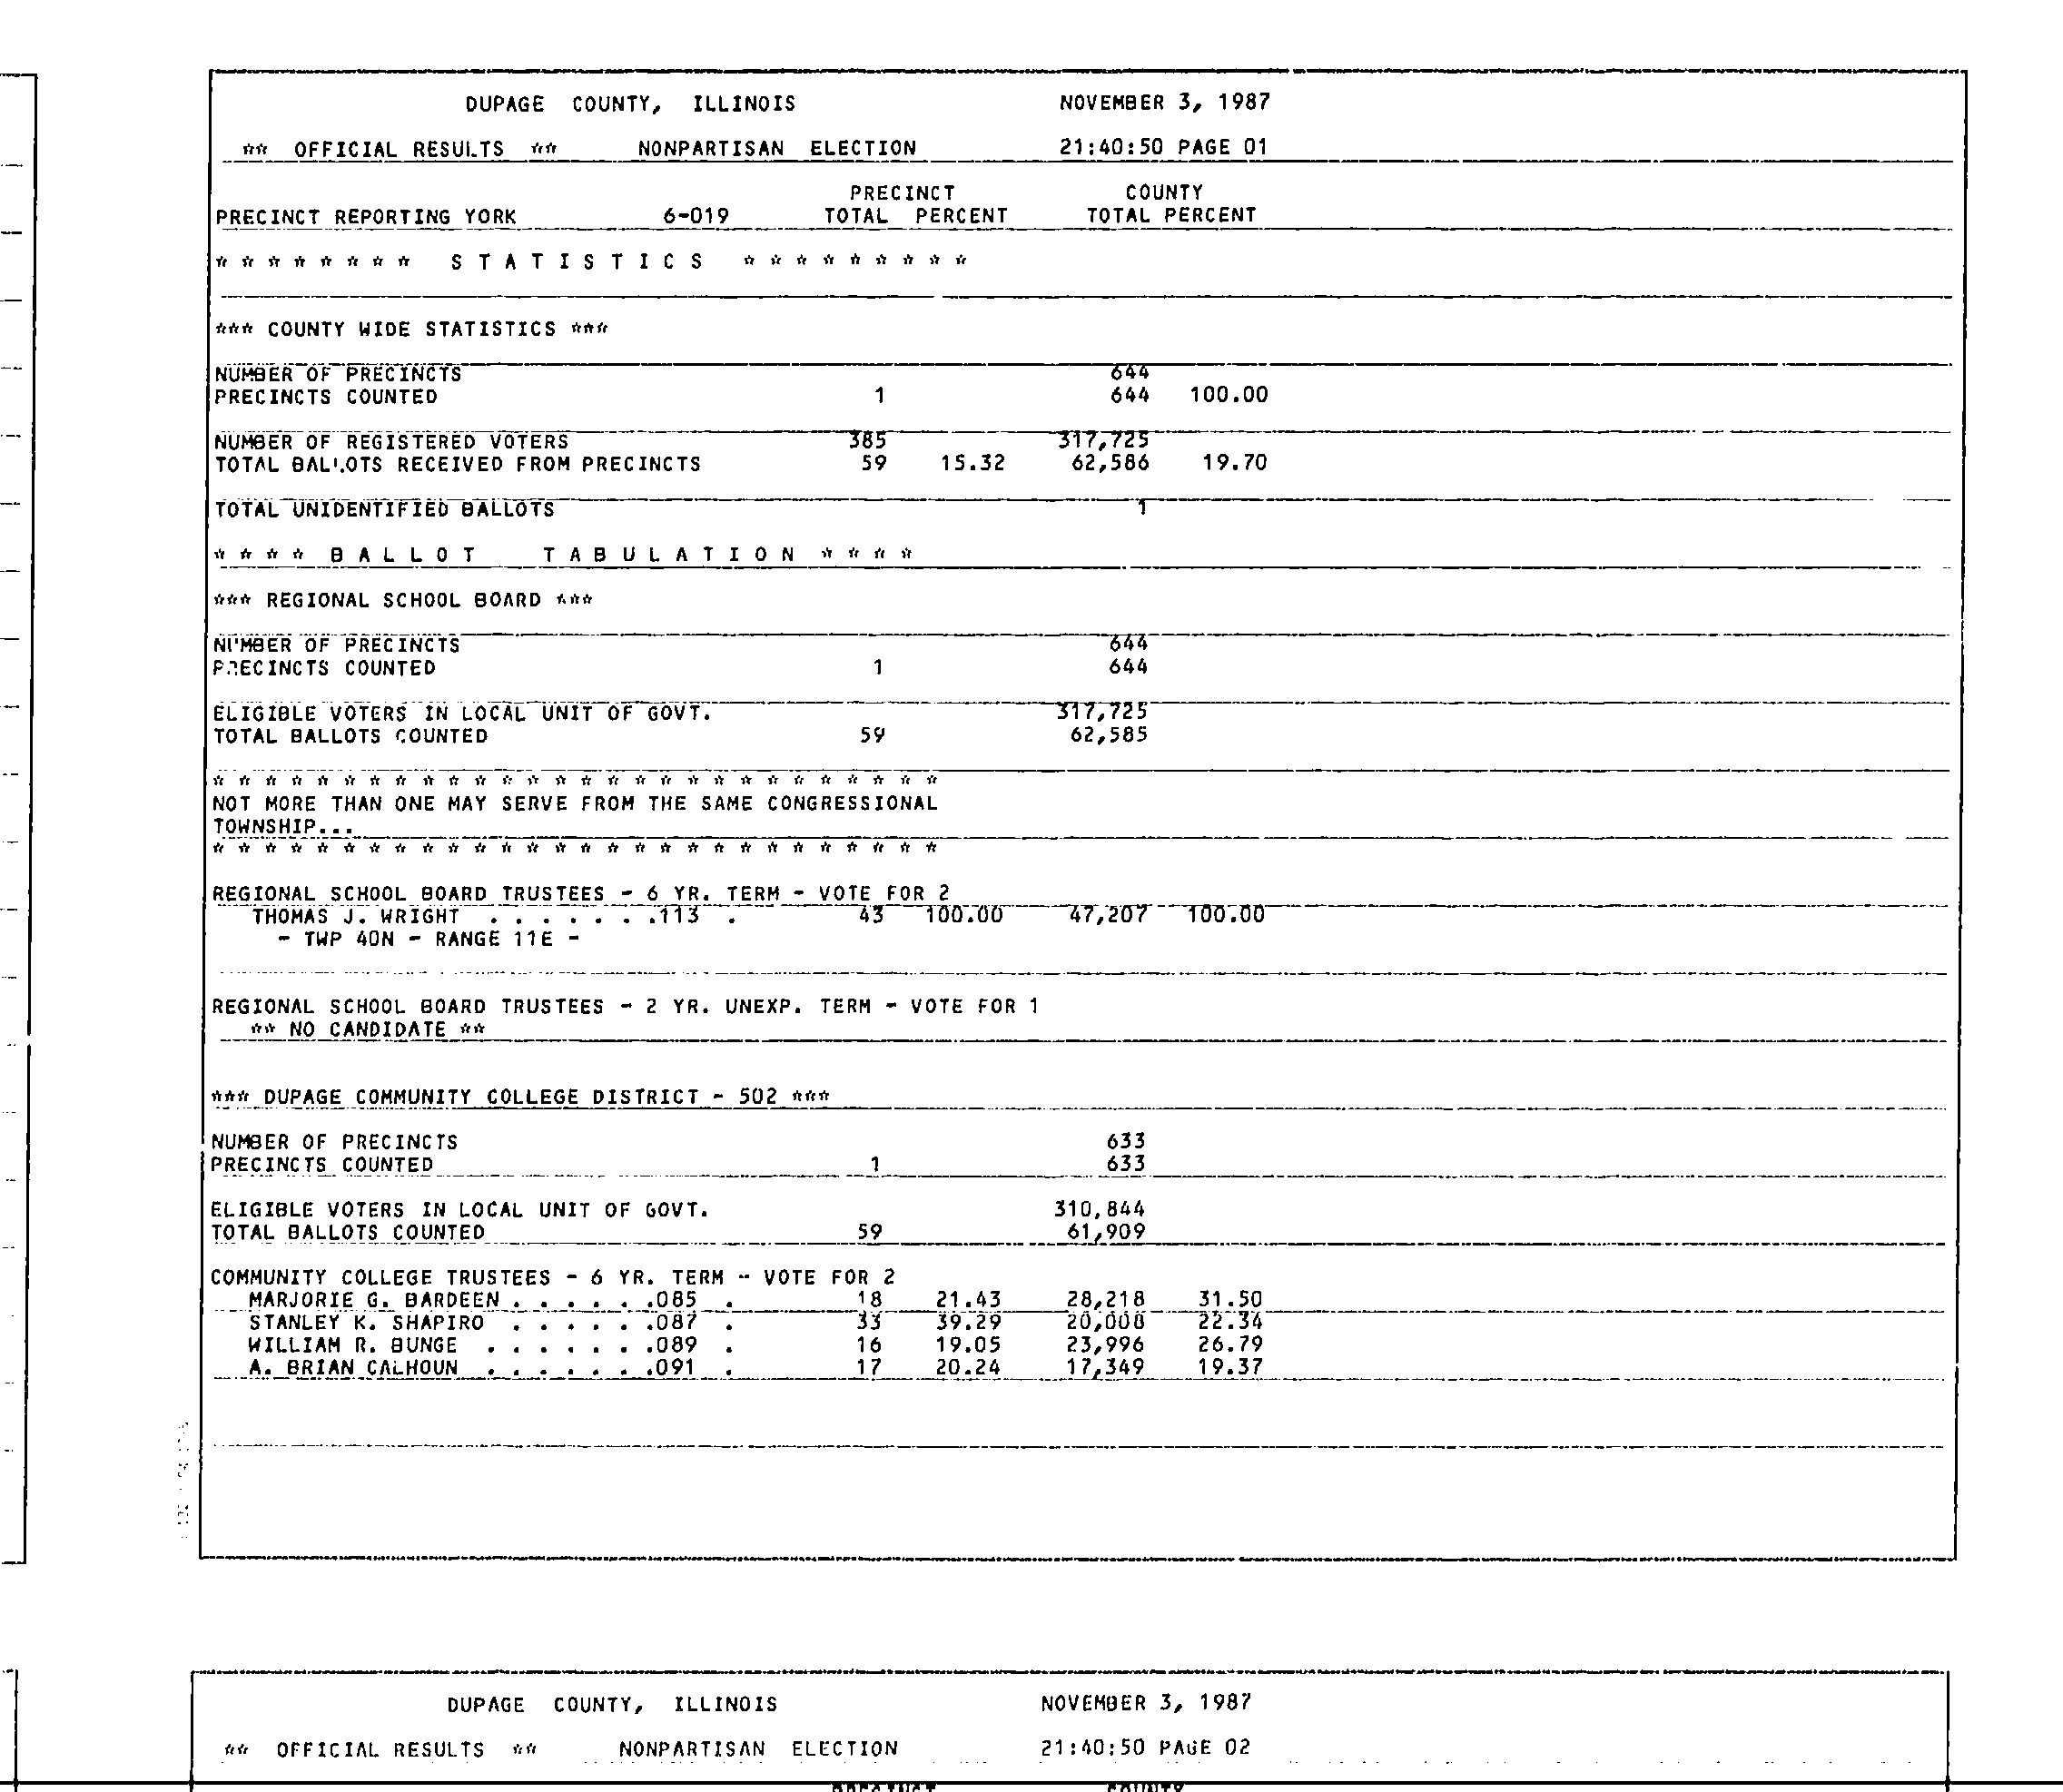 DUPAGE COUNTY, ILLINOIS NOVEMBER 3, 1987
** OFFICIAL RESULTS ** NONPARTISAN ELECTION 21:40:50 PAGE 01
PRECINCT COUNTY
PRECINCT REPORTING YORK 6-019 TOTAL PERCENT TOTAL PERCENT
* * * * * * * * S T A T I S T I C S * * * * * * * * *
*** COUNTY WIDE STATISTICS ***
NUMBER OF PRECINCTS 644
PRECINCTS COUNTED 1 644 100.00
NUMBER OF REGISTERED VOTERS 385 317,725
TOTAL BALLOTS RECEIVED FROM PRECINCTS 59 15.32 62,586 19.70
TOTAL UNIDENTIFIED BALLOTS 1
* * * * B A L L O T T A B U L A T I O N * * * *
*** REGIONAL SCHOOL BOARD ***
NUMBER OF PRECINCTS 644
PRECINCTS COUNTED 1 644
ELIGIBLE VOTERS IN LOCAL UNIT OF GOVT. 317,725
TOTAL BALLOTS COUNTED 59 62,585
* * * * * * * * * * * * * * * * * * * * * * * * * * * *
NOT MORE THAN ONE MAY SERVE FROM THE SAME CONGRESSIONAL
TOWNSHIP...
* * * * * * * * * * * * * * * * * * * * * * * * * * * *
REGIONAL SCHOOL BOARD TRUSTEES - 6 YR. TERM - VOTE FOR 2
THOMAS J. WRIGHT . . . . . . .113 . 43 100.00 47,207 100.00
- TWP 40N - RANGE 11E -
REGIONAL SCHOOL BOARD TRUSTEES - 2 YR. UNEXP. TERM - VOTE FOR 1
** NO CANDIDATE **
*** DUPAGE COMMUNITY COLLEGE DISTRICT - 502 ***
NUMBER OF PRECINCTS 633
PRECINCTS COUNTED 1 633
ELIGIBLE VOTERS IN LOCAL UNIT OF GOVT. 310,844
TOTAL BALLOTS COUNTED 59 61,909
COMMUNITY COLLEGE TRUSTEES - 6 YR. TERM - VOTE FOR 2
MARJORIE G. BARDEEN . . . . . .085 . 18 21.43 28,218 31.50
STANLEY K. SHAPIRO . . . . . .087 . 33 39.29 20,008 22.34
WILLIAM R. BUNGE . . . . . . .089 . 16 19.05 23,996 26.79
A. BRIAN CALHOUN . . . . . . .091 . 17 20.24 17,349 19.37
DUPAGE COUNTY, ILLINOIS NOVEMBER 3, 1987
** OFFICIAL RESULTS ** NONPARTISAN ELECTION 21:40:50 PAGE 02
PRECINCT COUNTY